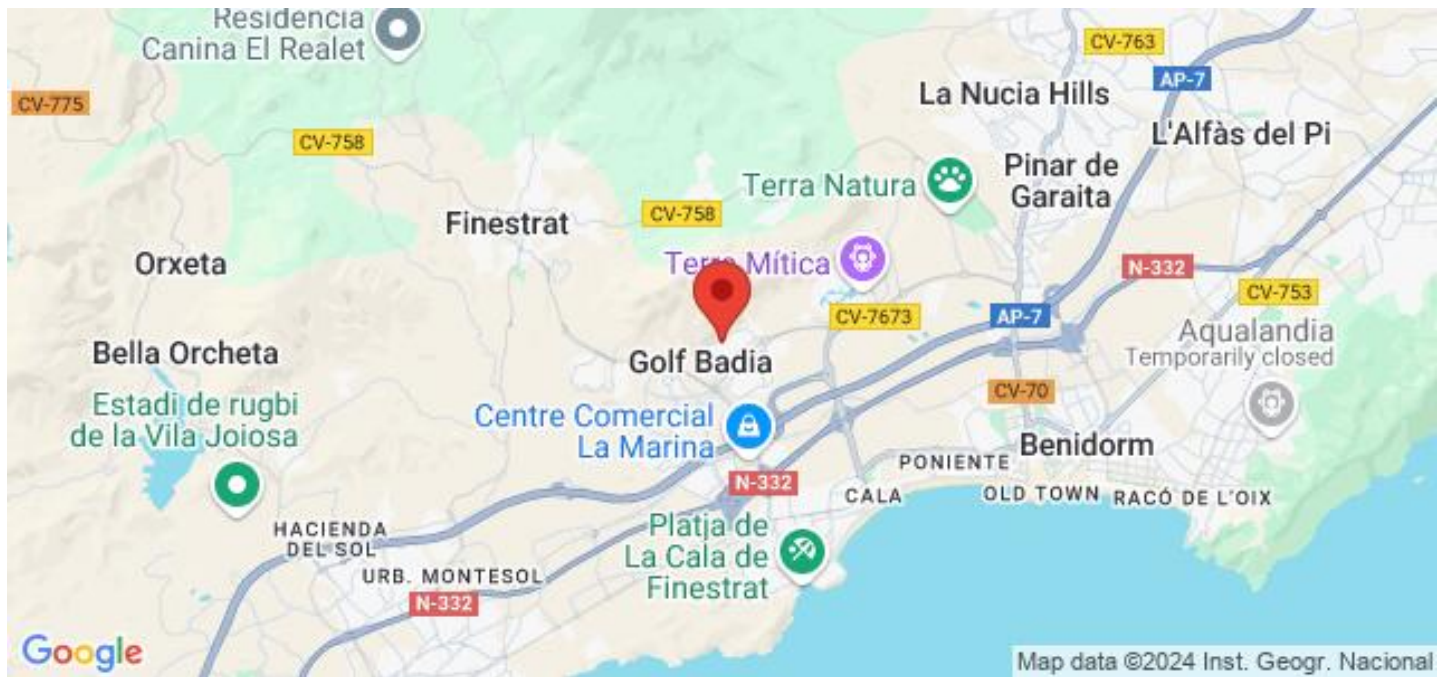 Residencia
Canina El Realet
CV-763
AP-7
CV-775
La Nucia Hills
CV-758
L'Alfàs del Pi
Terra Natura
Pinar de
Garaita
CV-758
Finestrat
Orxeta
Terra Mítica
N-332
CV-753
CV-7673
AP-7
Aqualandia
Temporarily closed
Bella Orcheta
Golf Badia
CV-70
Estadi de rugbi
de la Vila Joiosa
Centre Comercial
La Marina
Benidorm
PONIENTE
N-332
CALA
OLD TOWN
RACÓ DE L'OIX
HACIENDA
DEL SOL
Platja de
La Cala de
Finestrat
URB. MONTESOL
N-332
Google
Map data ©2024 Inst. Geogr. Nacional